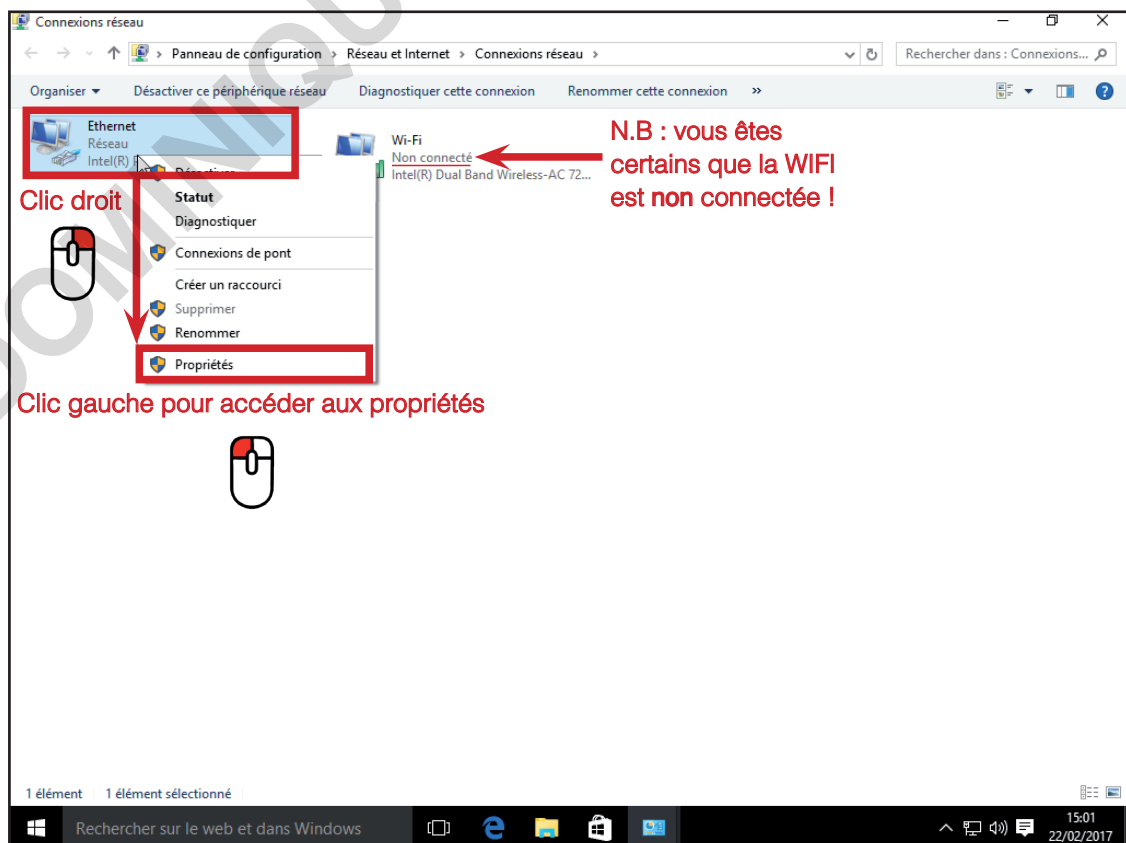 Connexions réseau
Panneau de configuration > Réseau et Internet > Connexions réseau >
Rechercher dans : Connexions...
Organiser
Désactiver ce périphérique réseau
Diagnostiquer cette connexion
Renommer cette connexion
»
Ethernet
Réseau
Intel(R)
Wi-Fi
Non connecté
Intel(R) Dual Band Wireless-AC 72...
N.B : vous êtes
certains que la WIFI
est non connectée !
Clic droit
Désactiver
Statut
Diagnostiquer
Connexions de pont
Créer un raccourci
Supprimer
Renommer
Propriétés
Clic gauche pour accéder aux propriétés
1 élément
1 élément sélectionné
Rechercher sur le web et dans Windows
15:01
22/02/2017